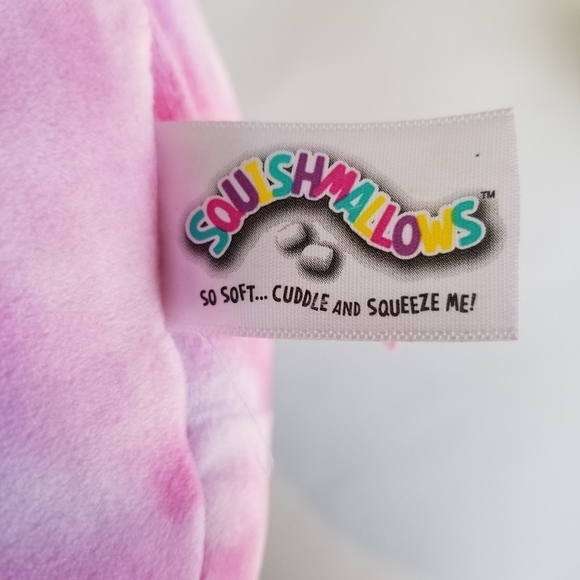 SQUISHMALLOWS™
SO SOFT... CUDDLE AND SQUEEZE ME!